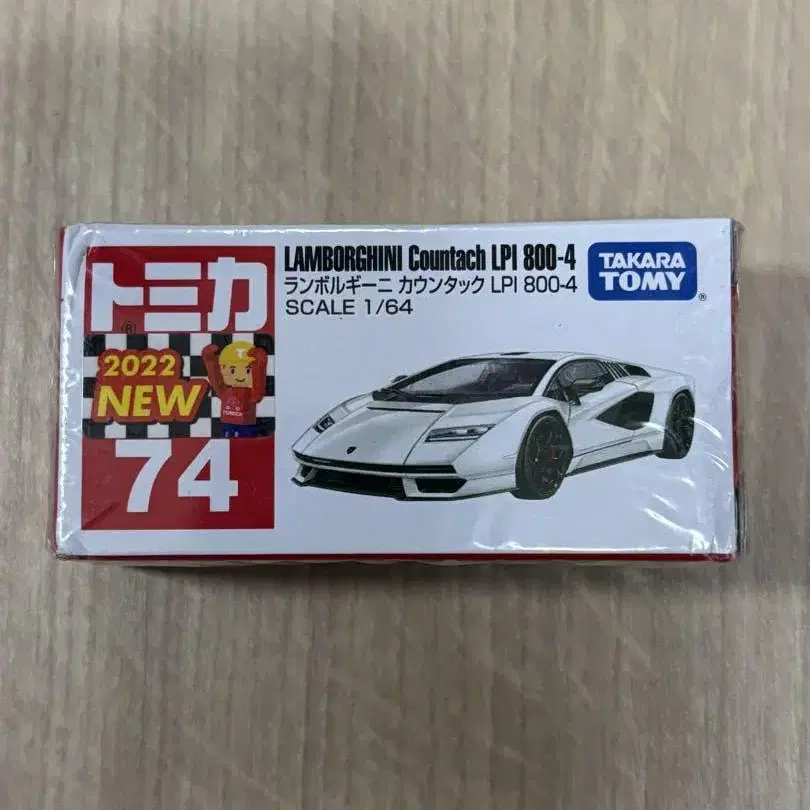 トミカ
®
2022
NEW
74
LAMBORGHINI Countach LPI 800-4
ランボルギーニ カウンタック LPI 800-4
SCALE 1/64
TAKARA
TOMY
®
T
TOMICA